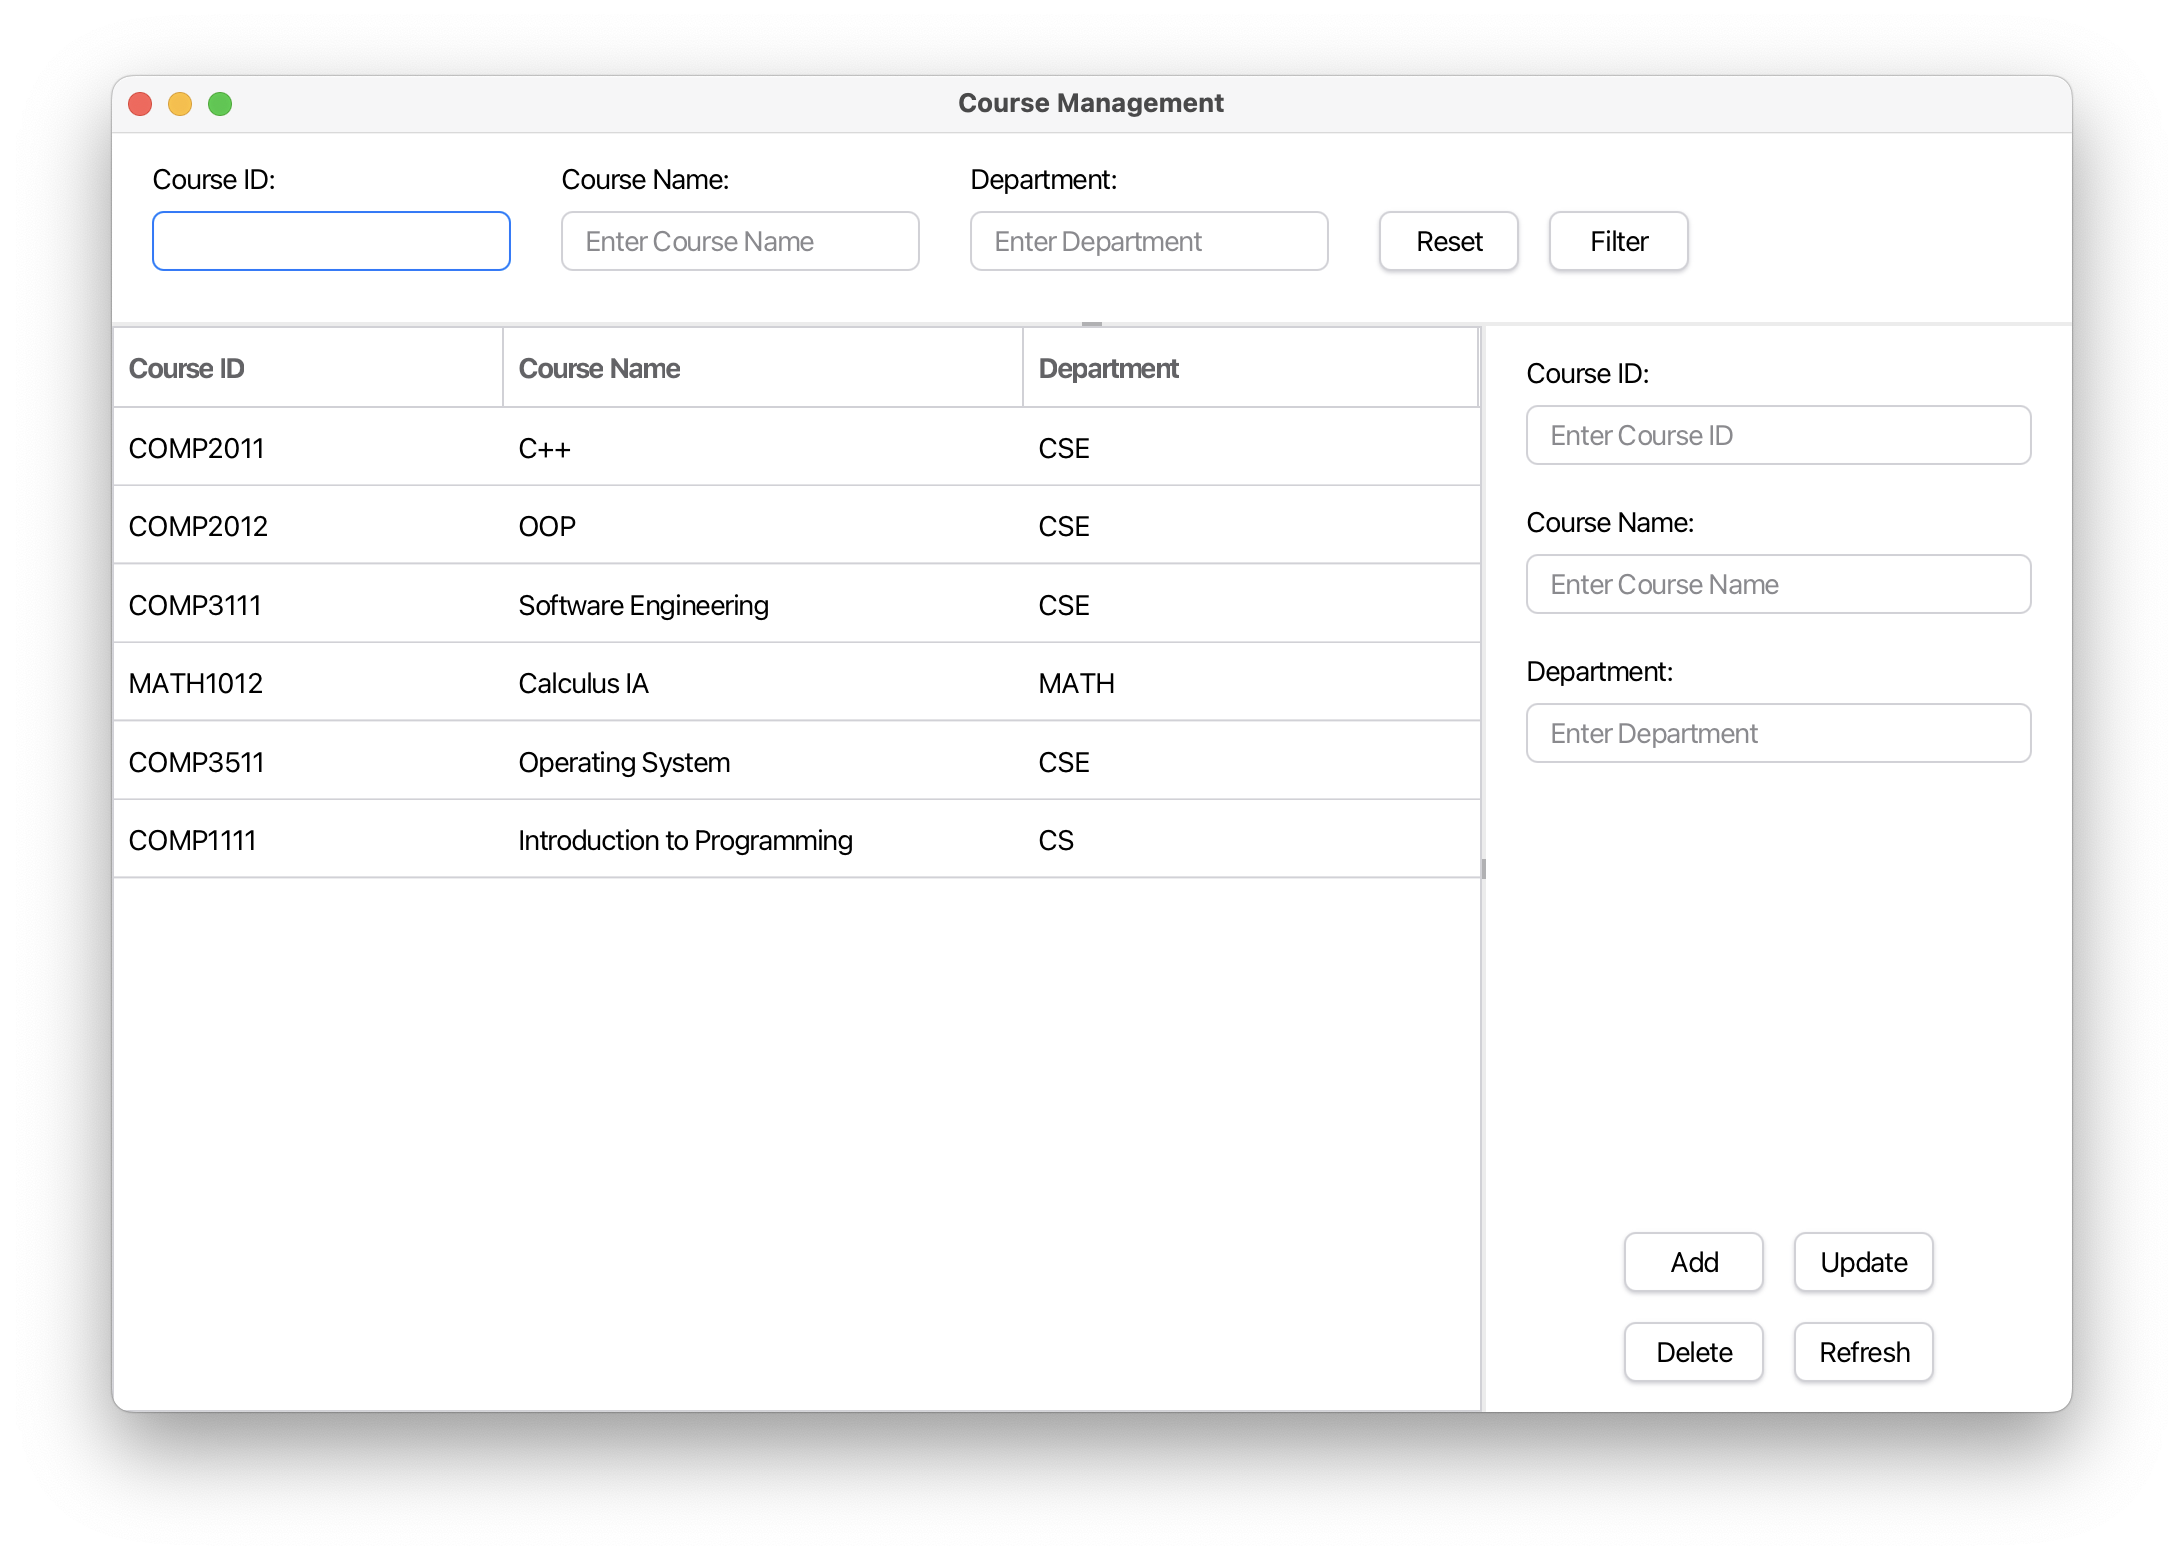 Course Management
Course ID: Course Name: Department:
Enter Course Name Enter Department Reset Filter
Course ID Course Name Department
COMP2011 C++ CSE
COMP2012 OOP CSE
COMP3111 Software Engineering CSE
MATH1012 Calculus IA MATH
COMP3511 Operating System CSE
COMP1111 Introduction to Programming CS
Course ID:
Enter Course ID
Course Name:
Enter Course Name
Department:
Enter Department
Add Update
Delete Refresh